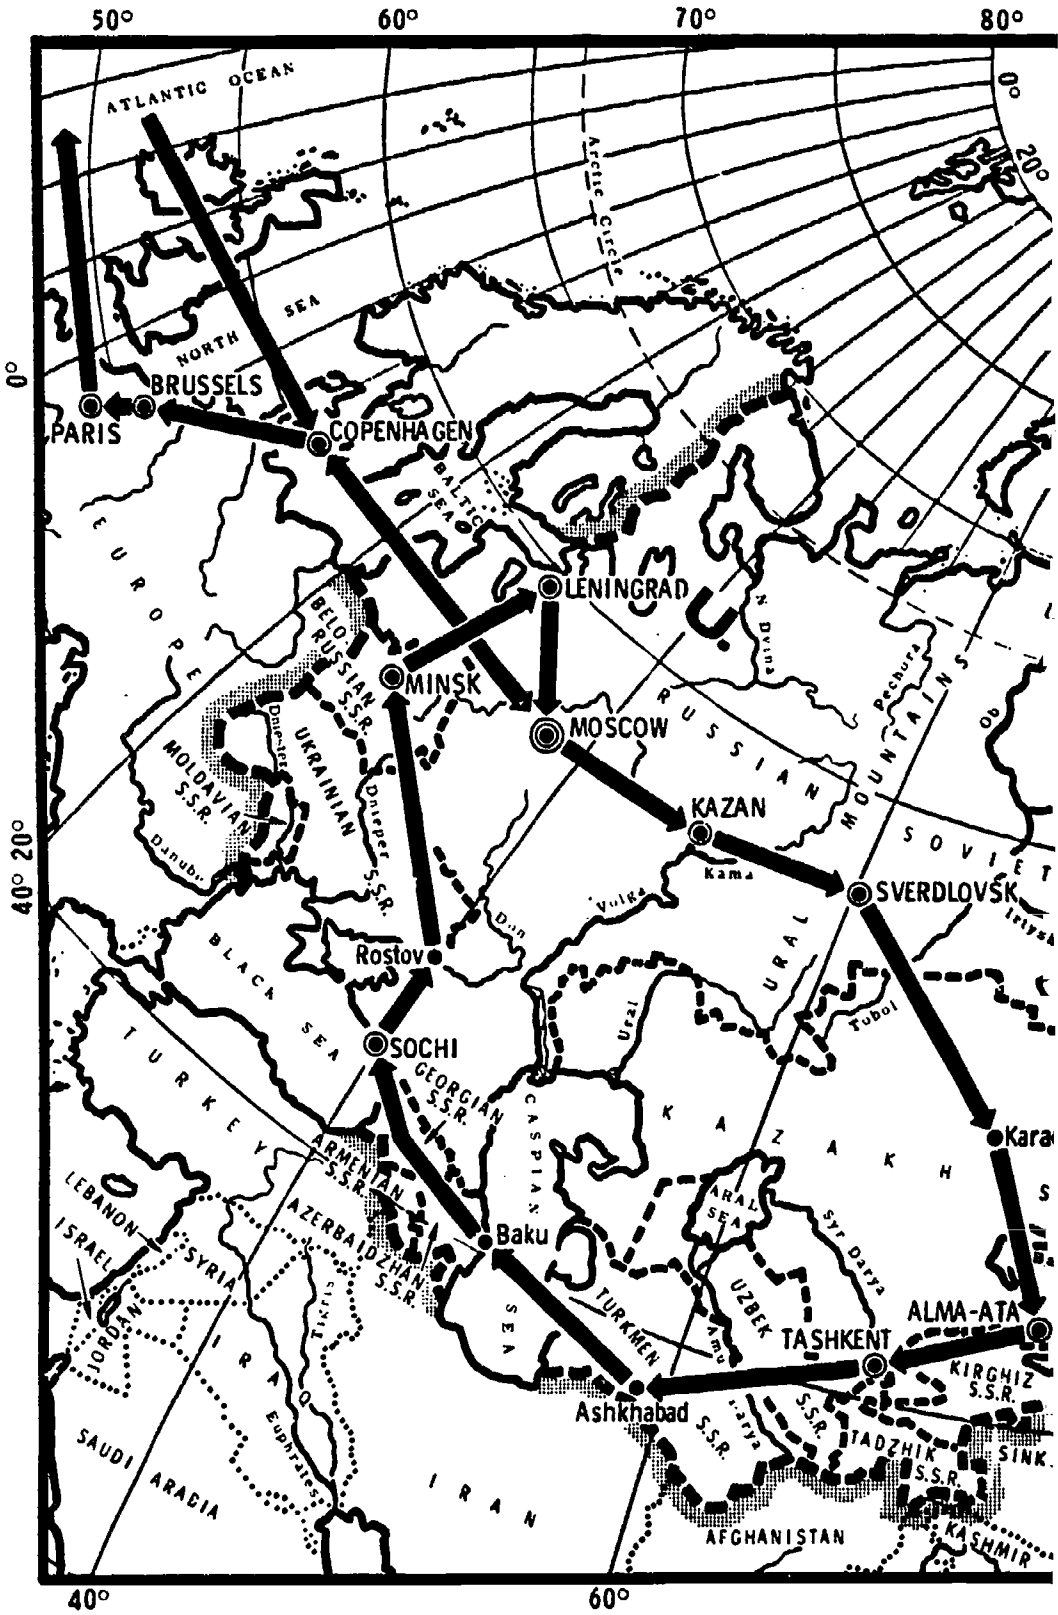 50°
60°
70°
80°
ATLANTIC OCEAN
0°
20°
Arctic Circle
NORTH SEA
0°
BRUSSELS
PARIS
COPENHAGEN
BALTIC
SEA
EUROPE
LENINGRAD
N Dvina
Pechora
BELO-
RUSSIAN
S.S.R.
MINSK
MOSCOW
RUSSIAN
SOVIET
Ob
URAL MOUNTAINS
Dniester
UKRAINIAN
S.S.R.
Dnieper
MOLDAVIAN
S.S.R.
Danube
KAZAN
Kama
SVERDLOVSK
Volga
Don
20°
40°
Rostov
BLACK
SEA
Ural
Tobol
SOCHI
TURKEY
GEORGIAN
S.S.R.
CASPIAN
SEA
KAZAKH
S
Kara
ARMENIAN
S.S.R.
LEBANON
ISRAEL
SYRIA
AZERBAIDZHAN
S.S.R.
Baku
ARAL
SEA
Syr Darya
JORDAN
IRAQ
Tigris
Euphrates
TURKMEN
S.S.R.
UZBEK
S.S.R.
Amu
Darya
ALMA-ATA
TASHKENT
KIRGHIZ
S.S.R.
Ashkhabad
TADZHIK
S.S.R.
SINK.
SAUDI ARABIA
IRAN
AFGHANISTAN
KASHMIR
40°
60°